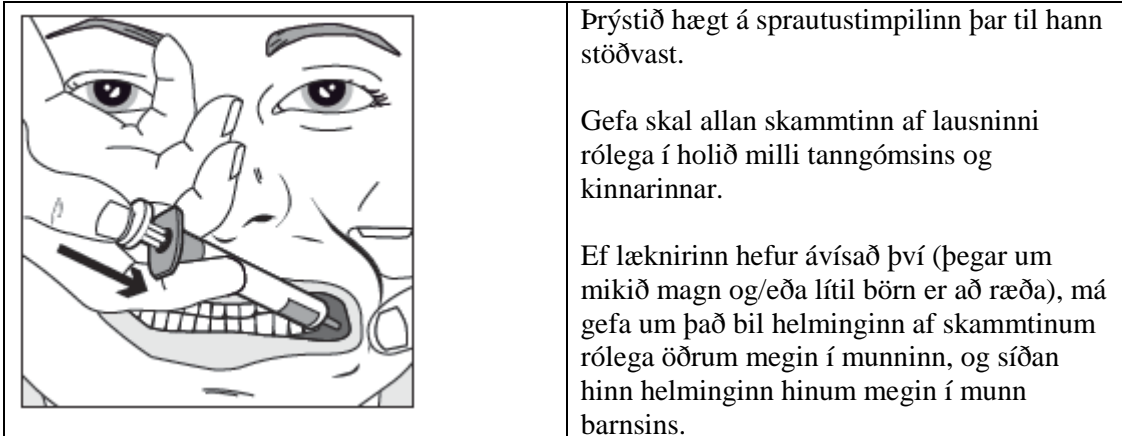 Þrýstið hægt á sprautustimpilinn þar til hann
stöðvast.
Gefa skal allan skammtinn af lausninni
rólega í holið milli tanngómsins og
kinnarinnar.
Ef læknirinn hefur ávísað því (þegar um
mikið magn og/eða lítil börn er að ræða), má
gefa um það bil helminginn af skammtinum
rólega öðrum megin í munninn, og síðan
hinn helminginn hinum megin í munn
barnsins.